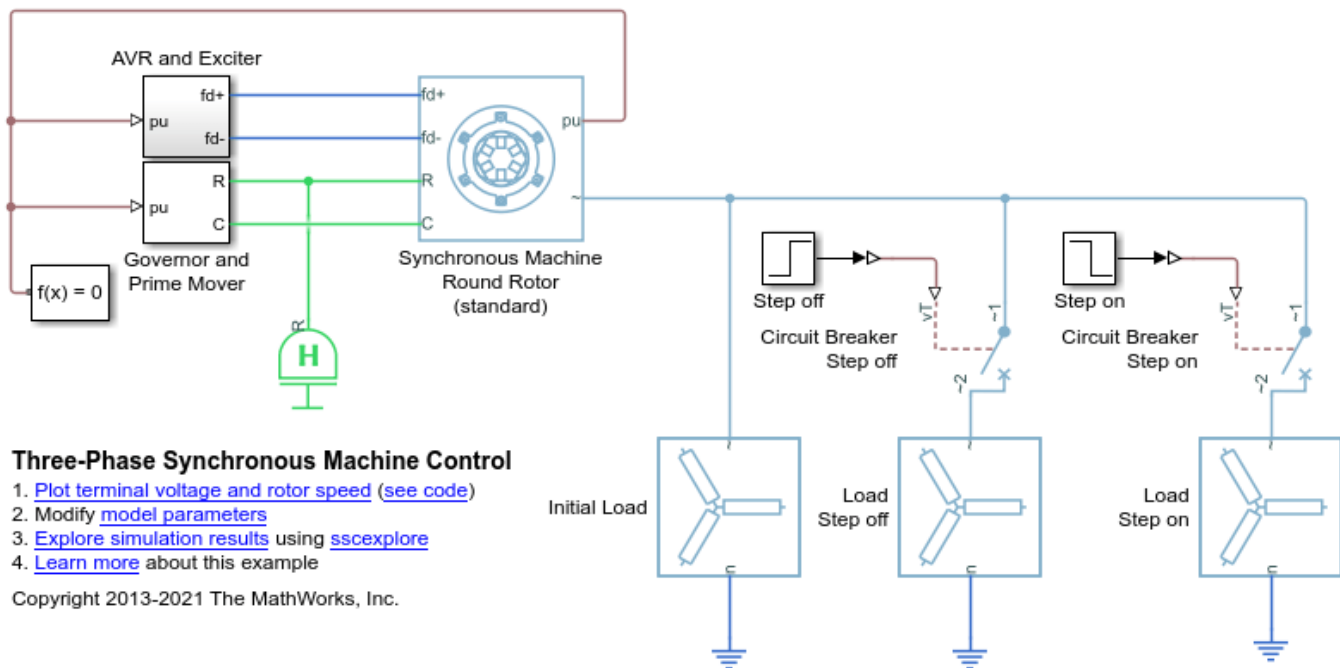 AVR and Exciter
fd+
pu
fd-
R
pu
C
Governor and
Prime Mover
f(x) = 0
fd+
pu
fd-
R
~
C
Synchronous Machine
Round Rotor
(standard)
R
H
Step off
vT
~1
Circuit Breaker
Step off
~2
Step on
vT
~1
Circuit Breaker
Step on
~2
Three-Phase Synchronous Machine Control
1. Plot terminal voltage and rotor speed (see code)
2. Modify model parameters
3. Explore simulation results using sscexplore
4. Learn more about this example
Copyright 2013-2021 The MathWorks, Inc.
~
Initial Load
n
~
Load
Step off
n
~
Load
Step on
n